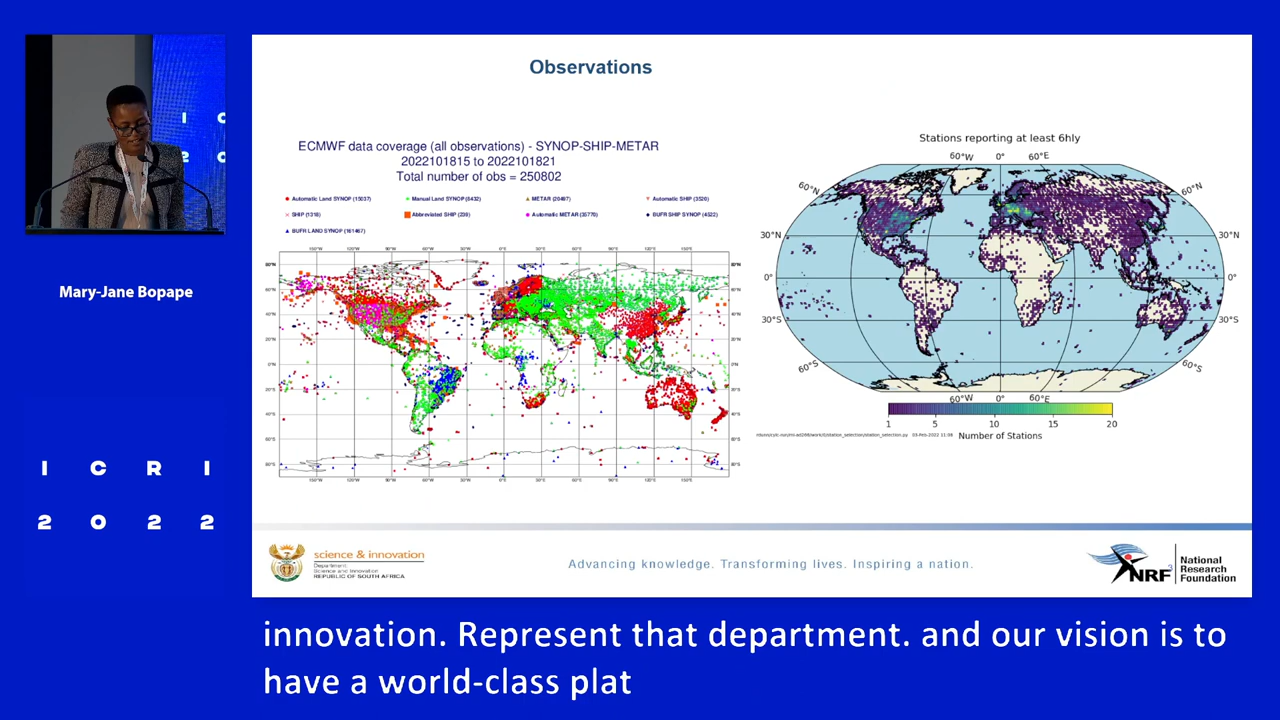 Observations
ECMWF data coverage (all observations) - SYNOP-SHIP-METAR
2022101815 to 2022101821
Total number of obs = 250802
Automatic Land SYNOP (15037)
Manual Land SYNOP (8432)
METAR (20497)
Automatic SHIP (3526)
SHIP (1318)
Abbreviated SHIP (239)
Automatic METAR (35770)
BUFR SHIP SYNOP (4522)
BUFR LAND SYNOP (161467)
Stations reporting at least 6hly
60°W 0° 60°E
60°N 60°N
30°N 30°N
0° 0°
30°S 30°S
60°S 60°S
60°W 0° 60°E
1 5 10 15 20
Number of Stations
Mary-Jane Bopape
I C R I
2 0 2 2
science & innovation
Department:
Science and Innovation
REPUBLIC OF SOUTH AFRICA
Advancing knowledge. Transforming lives. Inspiring a nation.
NRF
National
Research
Foundation
3
innovation. Represent that department. and our vision is to
have a world-class plat